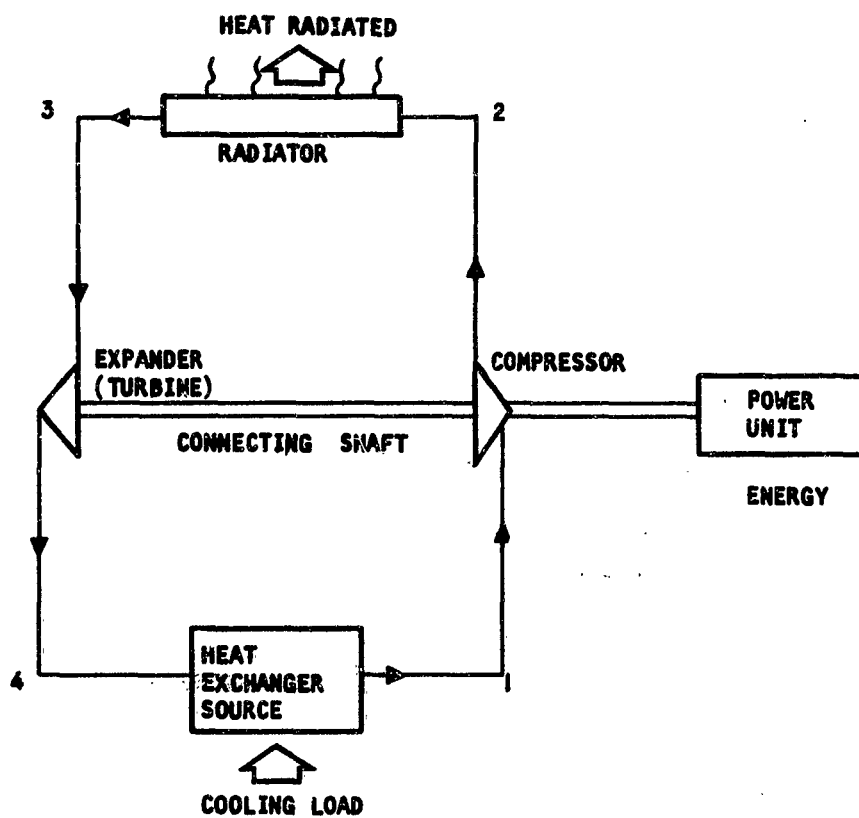 HEAT RADIATED
3
2
RADIATOR
EXPANDER
(TURBINE)
COMPRESSOR
CONNECTING SHAFT
POWER
UNIT
ENERGY
HEAT
EXCHANGER
SOURCE
4
1
COOLING LOAD